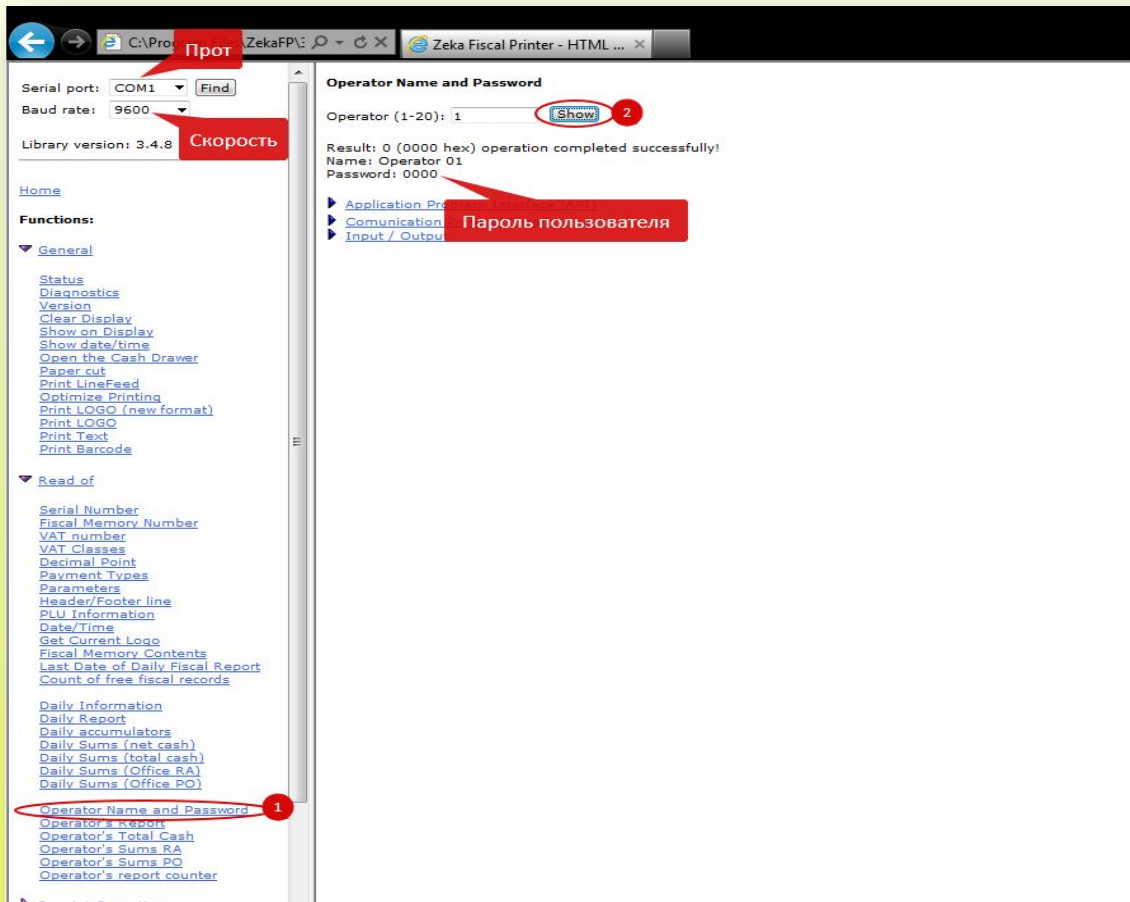 C:\Prog Files\ZekaFP\
Zeka Fiscal Printer - HTML ...
Прот
Serial port: COM1 Find
Baud rate: 9600
Скорость
Library version: 3.4.8
Home
Functions:
General
Status
Diagnostics
Version
Clear Display
Show on Display
Show date/time
Open the Cash Drawer
Paper cut
Print LineFeed
Optimize Printing
Print LOGO (new format)
Print LOGO
Print Text
Print Barcode
Read of
Serial Number
Fiscal Memory Number
VAT number
VAT Classes
Decimal Point
Payment Types
Parameters
Header/Footer line
PLU Information
Date/Time
Get Current Logo
Fiscal Memory Contents
Last Date of Daily Fiscal Report
Count of free fiscal records
Daily Information
Daily Report
Daily accumulators
Daily Sums (net cash)
Daily Sums (total cash)
Daily Sums (Office RA)
Daily Sums (Office PO)
Operator Name and Password 1
Operator's Report
Operator's Total Cash
Operator's Sums RA
Operator's Sums PO
Operator's report counter
Operator Name and Password
Operator (1-20): 1 Show 2
Result: 0 (0000 hex) operation completed successfully!
Name: Operator 01
Password: 0000
Application Program Interface (API)
Comunication
Input / Output
Пароль пользователя